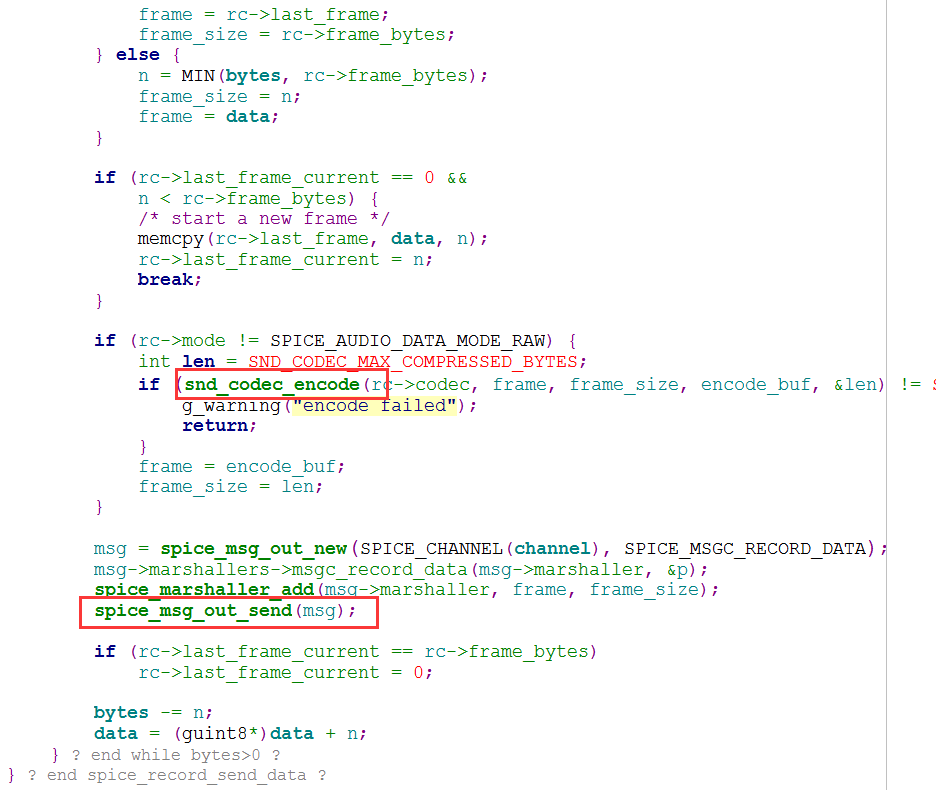 frame = rc->last_frame;
frame_size = rc->frame_bytes;
} else {
n = MIN(bytes, rc->frame_bytes);
frame_size = n;
frame = data;
}
if (rc->last_frame_current == 0 &&
n < rc->frame_bytes) {
/* start a new frame */
memcpy(rc->last_frame, data, n);
rc->last_frame_current = n;
break;
}
if (rc->mode != SPICE_AUDIO_DATA_MODE_RAW) {
int len = SND_CODEC_MAX_COMPRESSED_BYTES;
if (snd_codec_encode(rc->codec, frame, frame_size, encode_buf, &len) !=
g_warning("encode failed");
return;
}
frame = encode_buf;
frame_size = len;
}
msg = spice_msg_out_new(SPICE_CHANNEL(channel), SPICE_MSGC_RECORD_DATA);
msg->marshallers->msgc_record_data(msg->marshaller, &p);
spice_marshaller_add(msg->marshaller, frame, frame_size);
spice_msg_out_send(msg);
if (rc->last_frame_current == rc->frame_bytes)
rc->last_frame_current = 0;
bytes -= n;
data = (guint8*)data + n;
} ? end while bytes>0 ?
} ? end spice_record_send_data ?